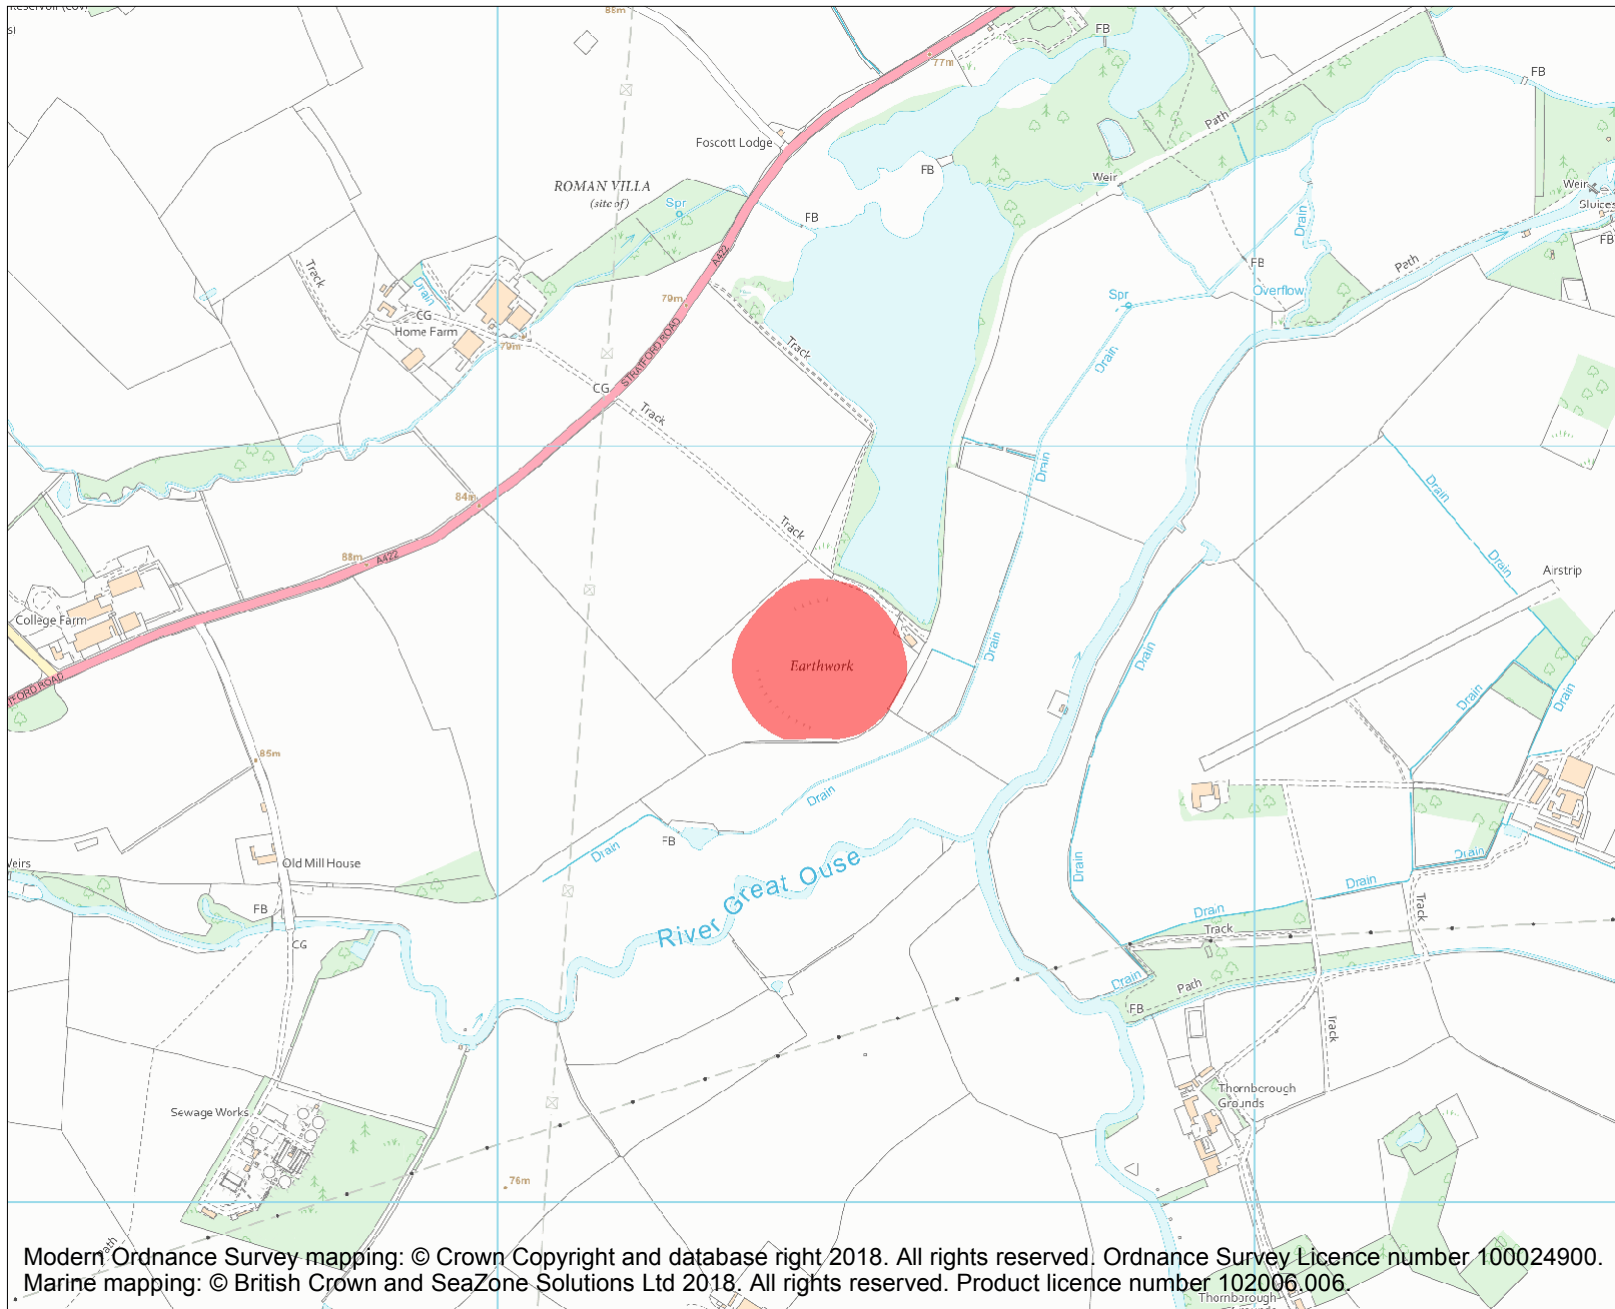 FB
77m
FB
Path
Foscott Lodge
FB
Weir
ROMAN VILLA
(site of)
Spr
FB
Weir
Sluices
Drain
FB
A422
Track
Path
FB
Drain
CG
Home Farm
79m
79m
Spr
Overflow
STRATFORD ROAD
Track
Drain
CG
Track
Drain
Drain
84m
Track
88m
A422
Drain
Airstrip
College Farm
Drain
Drain
Earthwork
Drain
Drain
Drain
85m
Drain
FB
Drain
Drain
Drain
Old Mill House
Drain
River Great Ouse
FB
Drain
Track
CG
Track
Drain
Path
FB
Track
Thornborough
Grounds
Sewage Works
76m
Modern Ordnance Survey mapping: © Crown Copyright and database right 2018. All rights reserved. Ordnance Survey Licence number 100024900.
Marine mapping: © British Crown and SeaZone Solutions Ltd 2018. All rights reserved. Product licence number 102006.006.
Thornborough